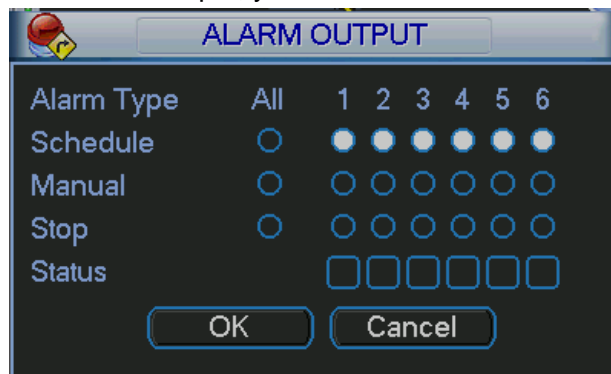 ALARM OUTPUT
Alarm Type All 1 2 3 4 5 6
Schedule
Manual
Stop
Status
OK Cancel